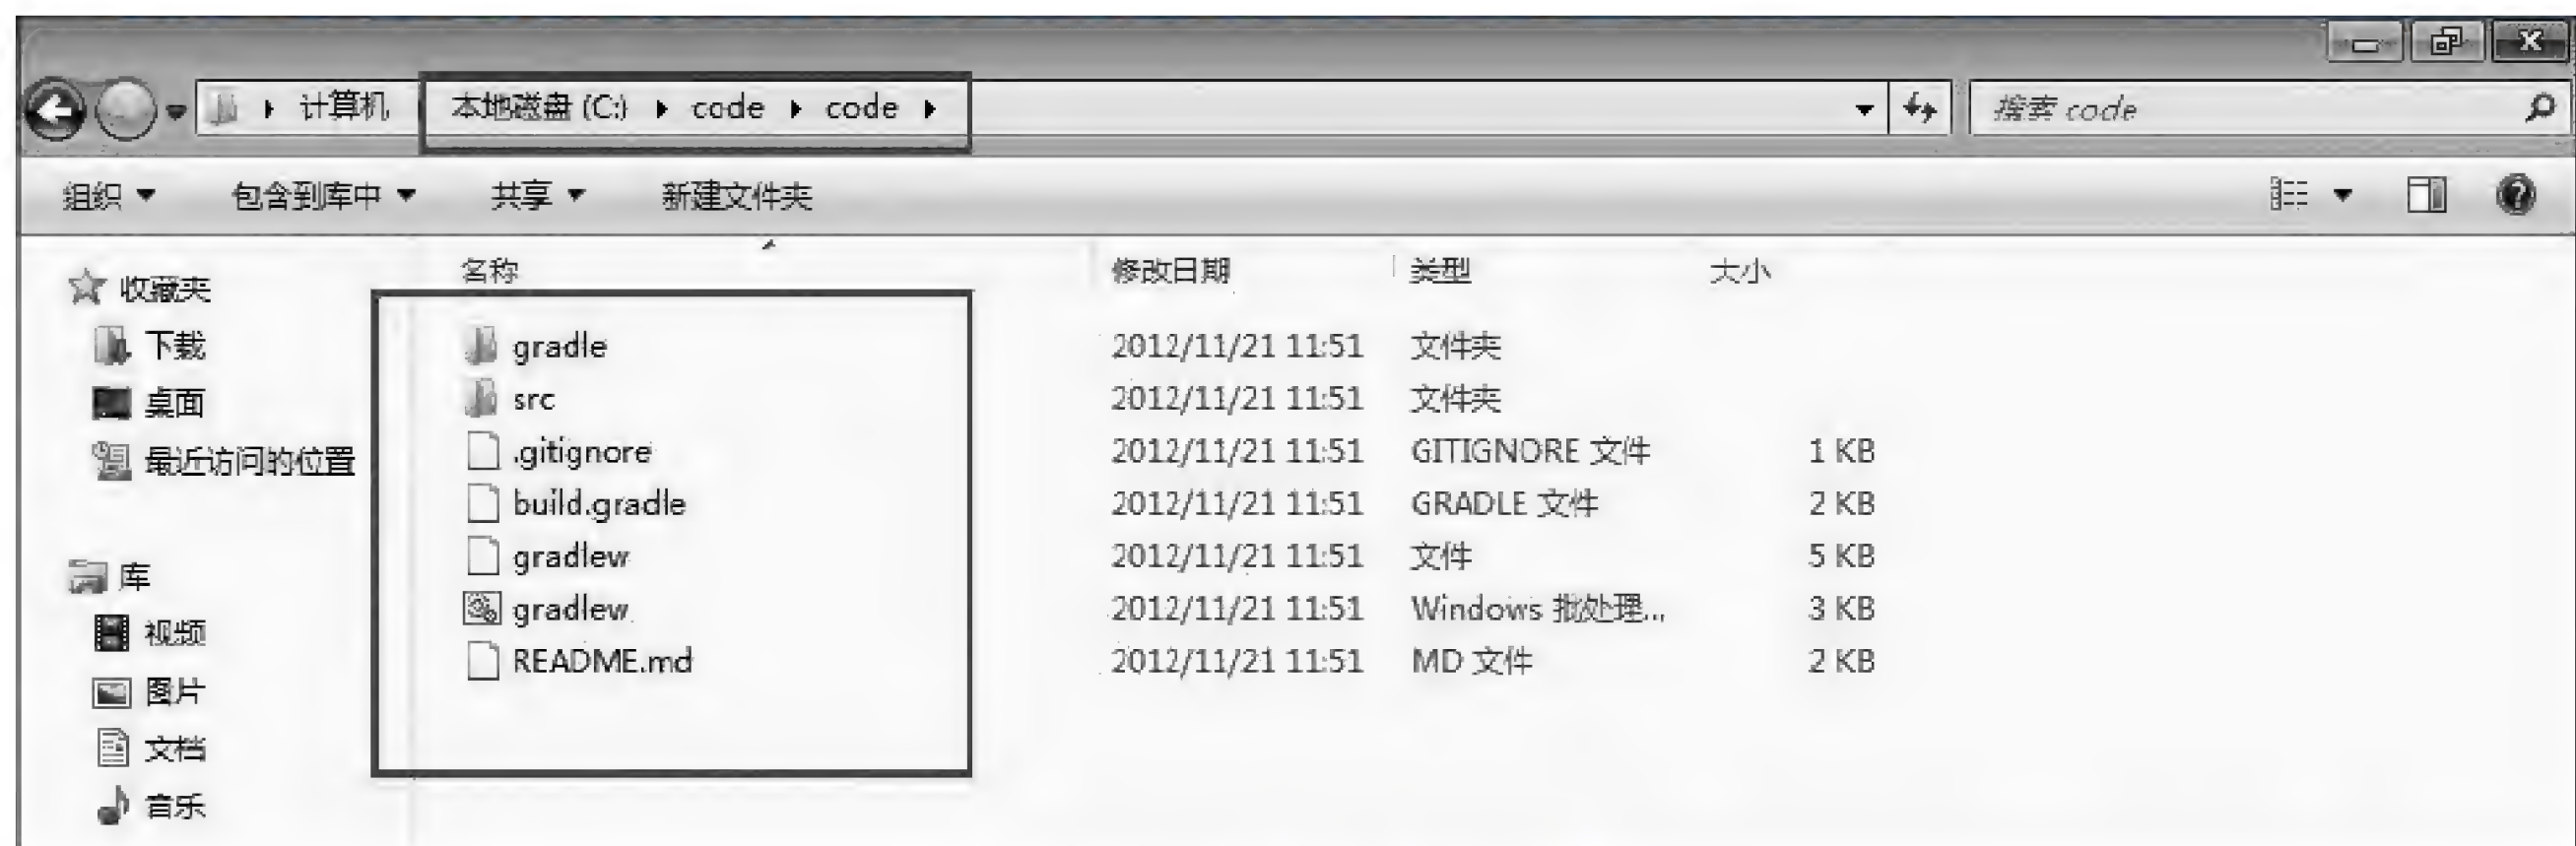 计算机 本地磁盘 (C:) code code 搜索 code
组织 包含到库中 共享 新建文件夹
名称 修改日期 类型 大小
收藏夹
下载
桌面
最近访问的位置
库
视频
图片
文档
音乐
gradle 2012/11/21 11:51 文件夹
src 2012/11/21 11:51 文件夹
.gitignore 2012/11/21 11:51 GITIGNORE 文件 1 KB
build.gradle 2012/11/21 11:51 GRADLE 文件 2 KB
gradlew 2012/11/21 11:51 文件 5 KB
gradlew 2012/11/21 11:51 Windows 批处理... 3 KB
README.md 2012/11/21 11:51 MD 文件 2 KB